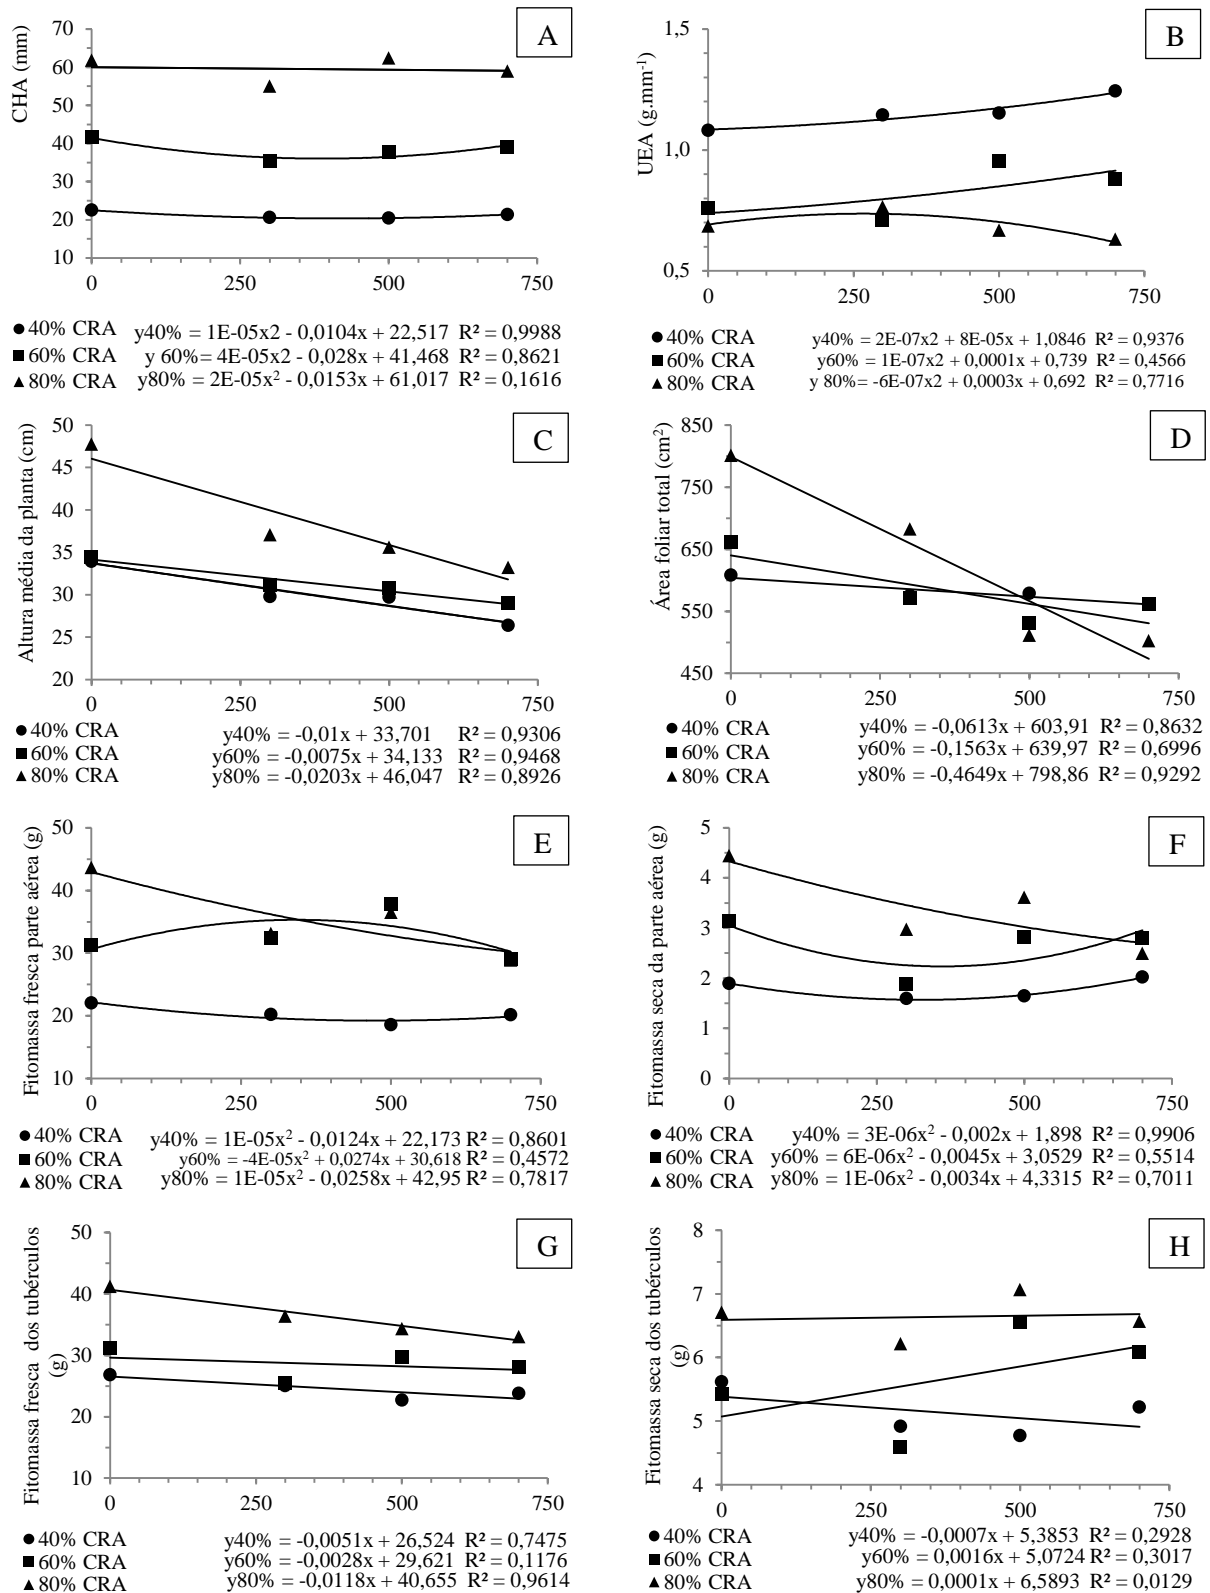 A
CHA (mm)
70
60
50
40
30
20
10
0 250 500 750
40% CRA y40% = 1E-05x2 - 0,0104x + 22,517 R² = 0,9988
60% CRA y 60%= 4E-05x2 - 0,028x + 41,468 R² = 0,8621
80% CRA y80% = 2E-05x² - 0,0153x + 61,017 R² = 0,1616
B
UEA (g.mm⁻¹)
1,5
1,0
0,5
0 250 500 750
40% CRA y40% = 2E-07x2 + 8E-05x + 1,0846 R² = 0,9376
60% CRA y60% = 1E-07x2 + 0,0001x + 0,739 R² = 0,4566
80% CRA y 80%= -6E-07x2 + 0,0003x + 0,692 R² = 0,7716
C
Altura média da planta (cm)
50
45
40
35
30
25
20
0 250 500 750
40% CRA y40% = -0,01x + 33,701 R² = 0,9306
60% CRA y60% = -0,0075x + 34,133 R² = 0,9468
80% CRA y80% = -0,0203x + 46,047 R² = 0,8926
D
Área foliar total (cm²)
850
750
650
550
450
0 250 500 750
40% CRA y40% = -0,0613x + 603,91 R² = 0,8632
60% CRA y60% = -0,1563x + 639,97 R² = 0,6996
80% CRA y80% = -0,4649x + 798,86 R² = 0,9292
E
Fitomassa fresca parte aérea (g)
50
40
30
20
10
0 250 500 750
40% CRA y40% = 1E-05x² - 0,0124x + 22,173 R² = 0,8601
60% CRA y60% = -4E-05x² + 0,0274x + 30,618 R² = 0,4572
80% CRA y80% = 1E-05x² - 0,0258x + 42,95 R² = 0,7817
F
Fitomassa seca da parte aérea (g)
5
4
3
2
1
0
0 250 500 750
40% CRA y40% = 3E-06x² - 0,002x + 1,898 R² = 0,9906
60% CRA y60% = 6E-06x² - 0,0045x + 3,0529 R² = 0,5514
80% CRA y80% = 1E-06x² - 0,0034x + 4,3315 R² = 0,7011
G
Fitomassa fresca dos tubérculos
(g)
50
40
30
20
10
0 250 500 750
40% CRA y40% = -0,0051x + 26,524 R² = 0,7475
60% CRA y60% = -0,0028x + 29,621 R² = 0,1176
80% CRA y80% = -0,0118x + 40,655 R² = 0,9614
H
Fitomassa seca dos tubérculos
(g)
8
7
6
5
4
0 250 500 750
40% CRA y40% = -0,0007x + 5,3853 R² = 0,2928
60% CRA y60% = 0,0016x + 5,0724 R² = 0,3017
80% CRA y80% = 0,0001x + 6,5893 R² = 0,0129